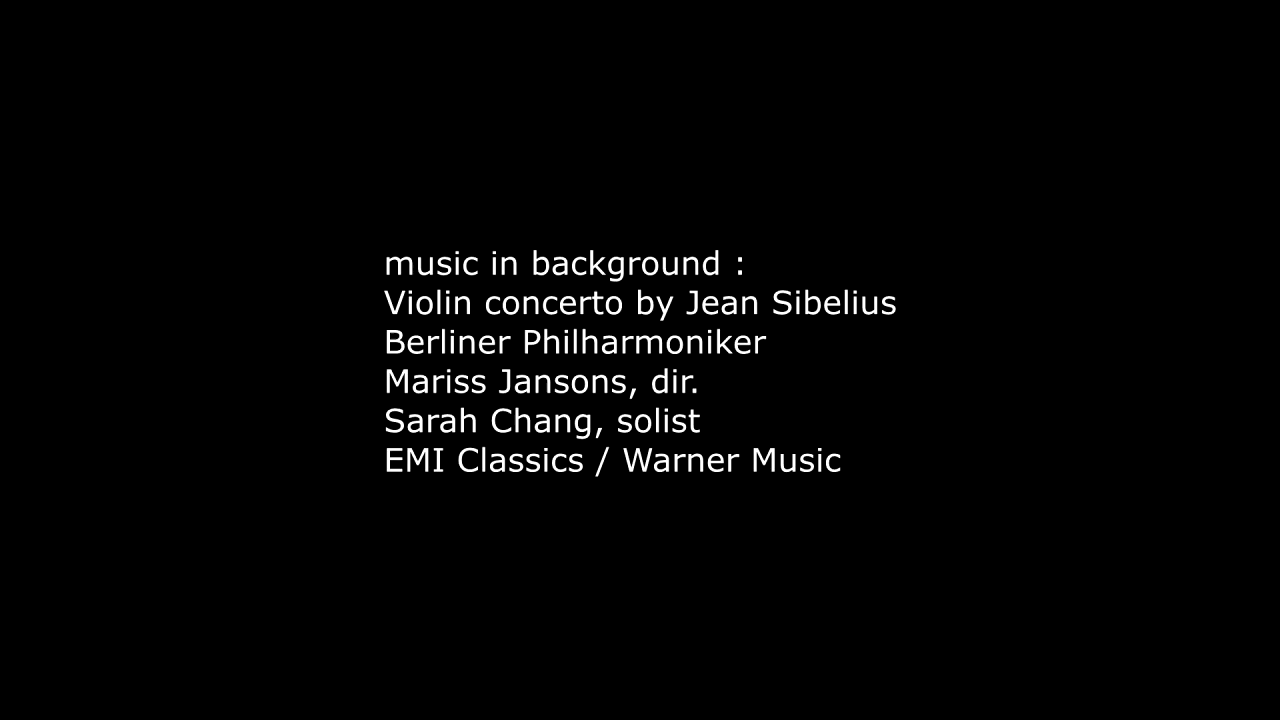 music in background :
Violin concerto by Jean Sibelius
Berliner Philharmoniker
Mariss Jansons, dir.
Sarah Chang, solist
EMI Classics / Warner Music